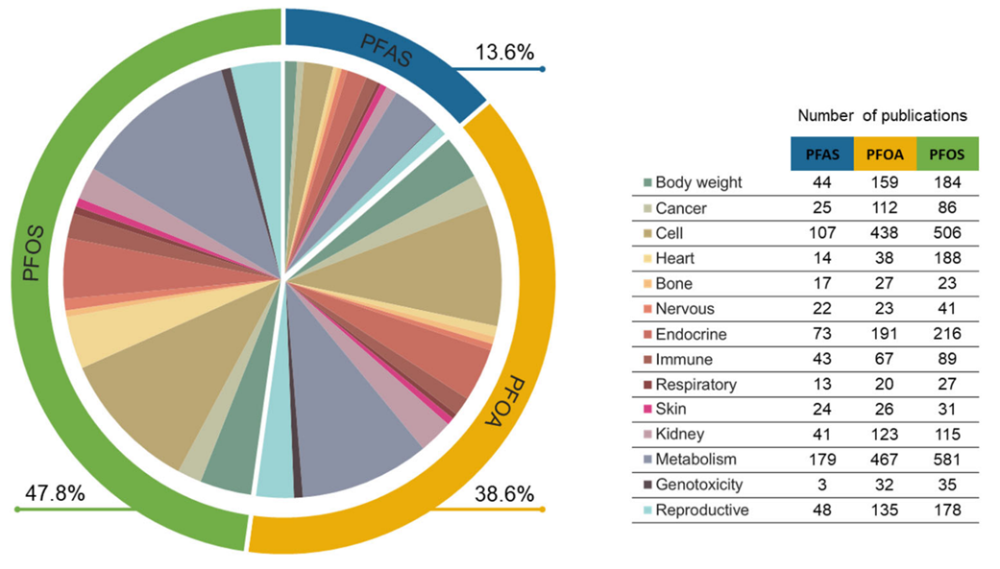 PFAS
13.6%
PFOS
PFOA
47.8%
38.6%
Number of publications
PFAS PFOA PFOS
Body weight 44 159 184
Cancer 25 112 86
Cell 107 438 506
Heart 14 38 188
Bone 17 27 23
Nervous 22 23 41
Endocrine 73 191 216
Immune 43 67 89
Respiratory 13 20 27
Skin 24 26 31
Kidney 41 123 115
Metabolism 179 467 581
Genotoxicity 3 32 35
Reproductive 48 135 178